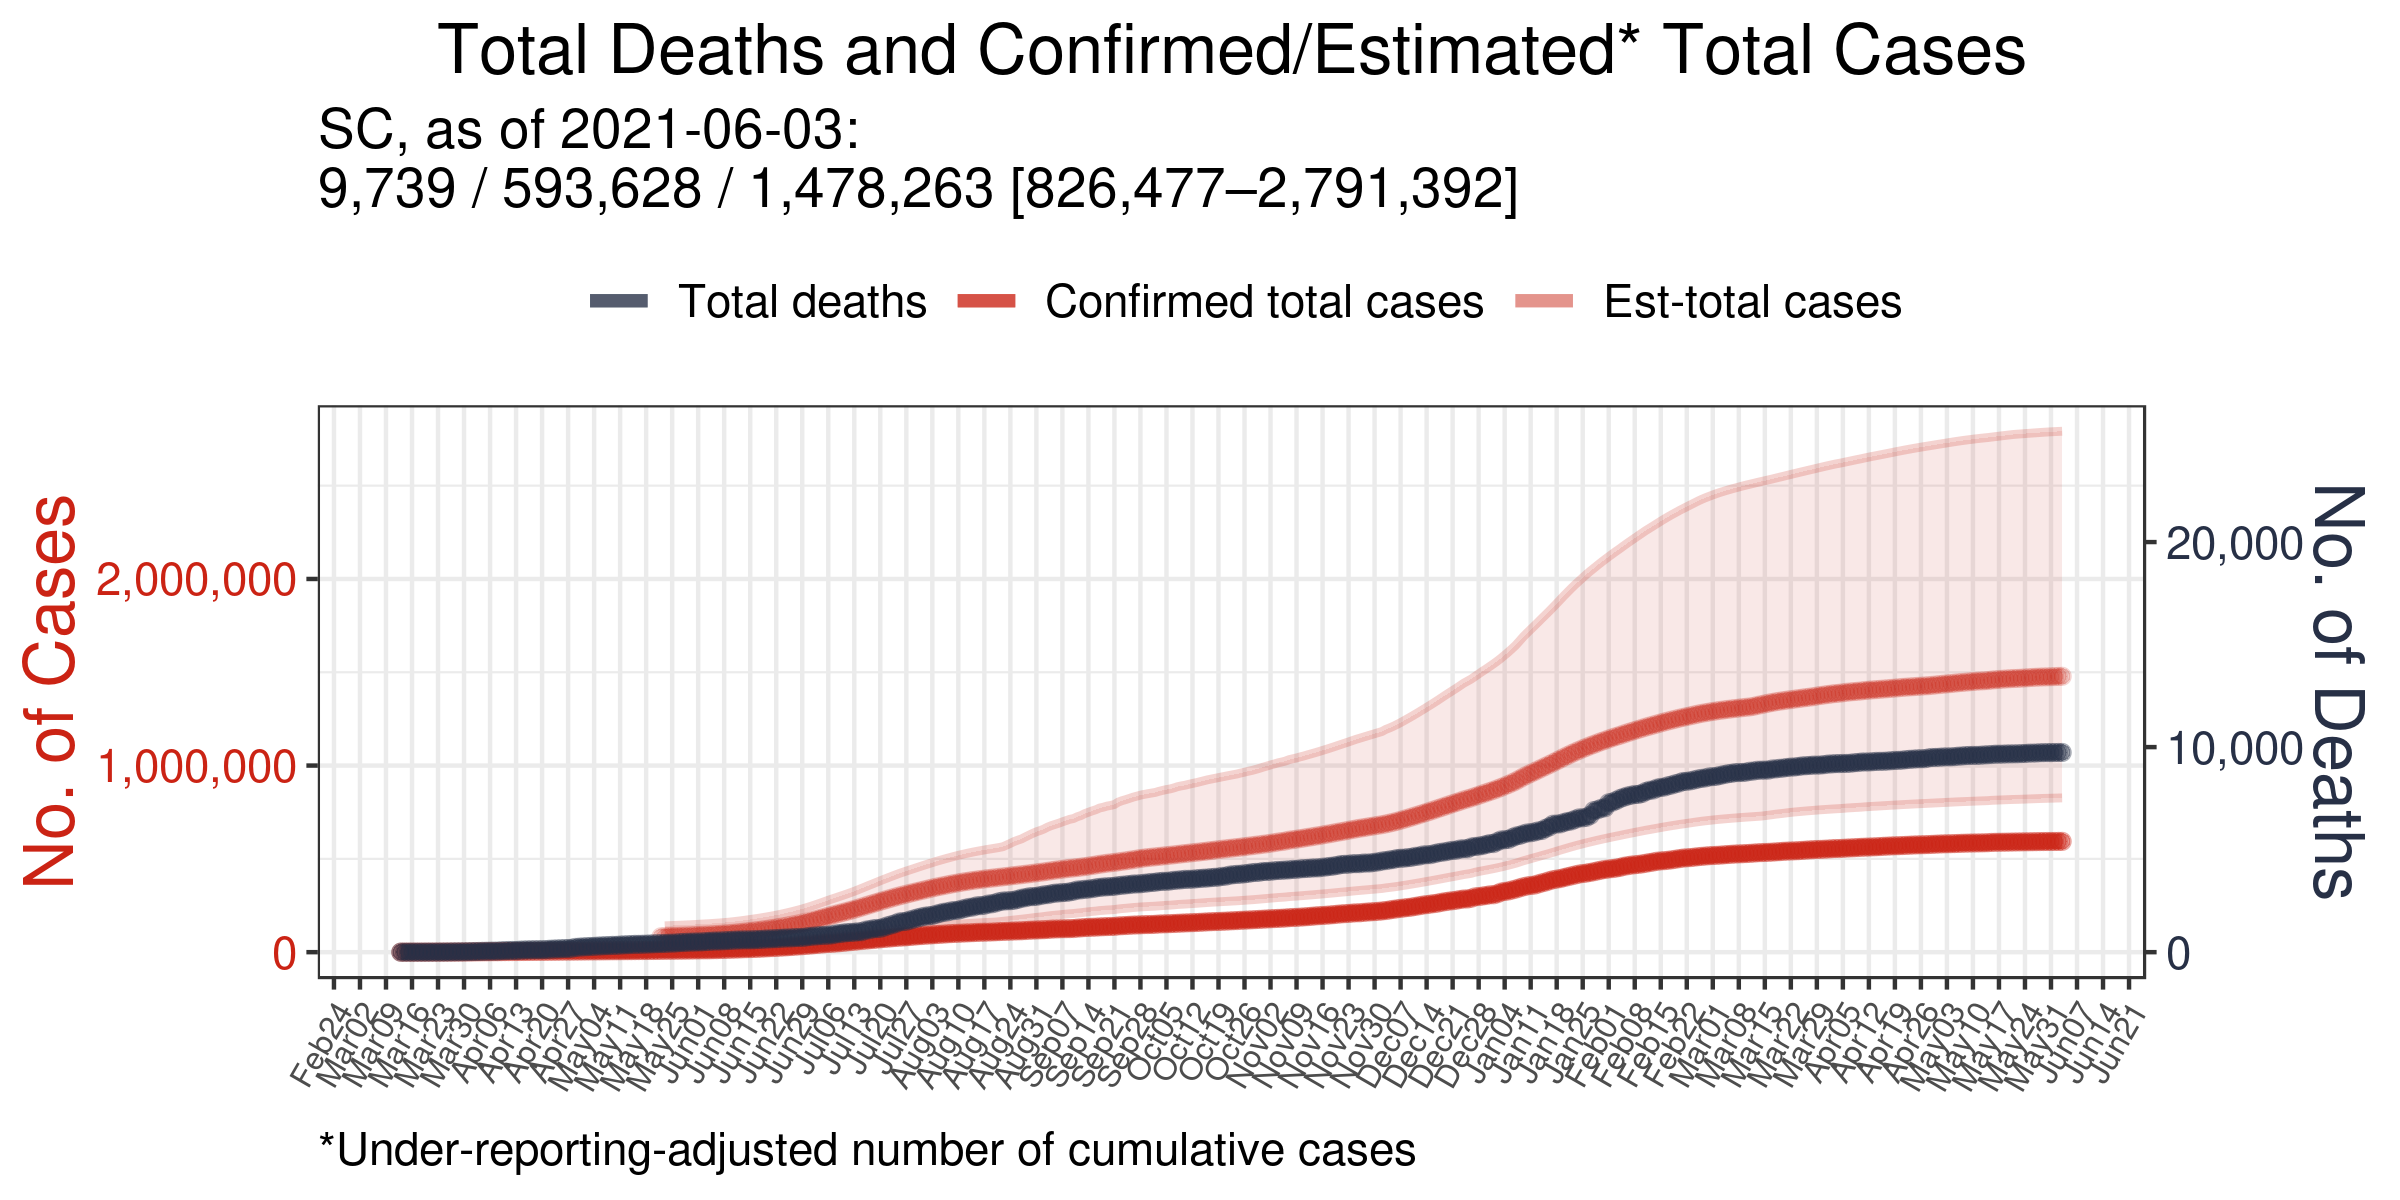 Total Deaths and Confirmed/Estimated* Total Cases
SC, as of 2021-06-03:
9,739 / 593,628 / 1,478,263 [826,477–2,791,392]
Total deaths
Confirmed total cases
Est-total cases
No. of Cases
2,000,000
1,000,000
0
20,000
10,000
0
No. of Deaths
Feb24
Mar02
Mar09
Mar16
Mar23
Mar30
Apr06
Apr13
Apr20
Apr27
May04
May11
May18
May25
Jun01
Jun08
Jun15
Jun22
Jun29
Jul06
Jul13
Jul20
Jul27
Aug03
Aug10
Aug17
Aug24
Aug31
Sep07
Sep14
Sep21
Sep28
Oct05
Oct12
Oct19
Oct26
Nov02
Nov09
Nov16
Nov23
Nov30
Dec07
Dec14
Dec21
Dec28
Jan04
Jan11
Jan18
Jan25
Feb01
Feb08
Feb15
Feb22
Mar01
Mar08
Mar15
Mar22
Mar29
Apr05
Apr12
Apr19
Apr26
May03
May10
May17
May24
May31
Jun07
Jun14
Jun21
*Under-reporting-adjusted number of cumulative cases